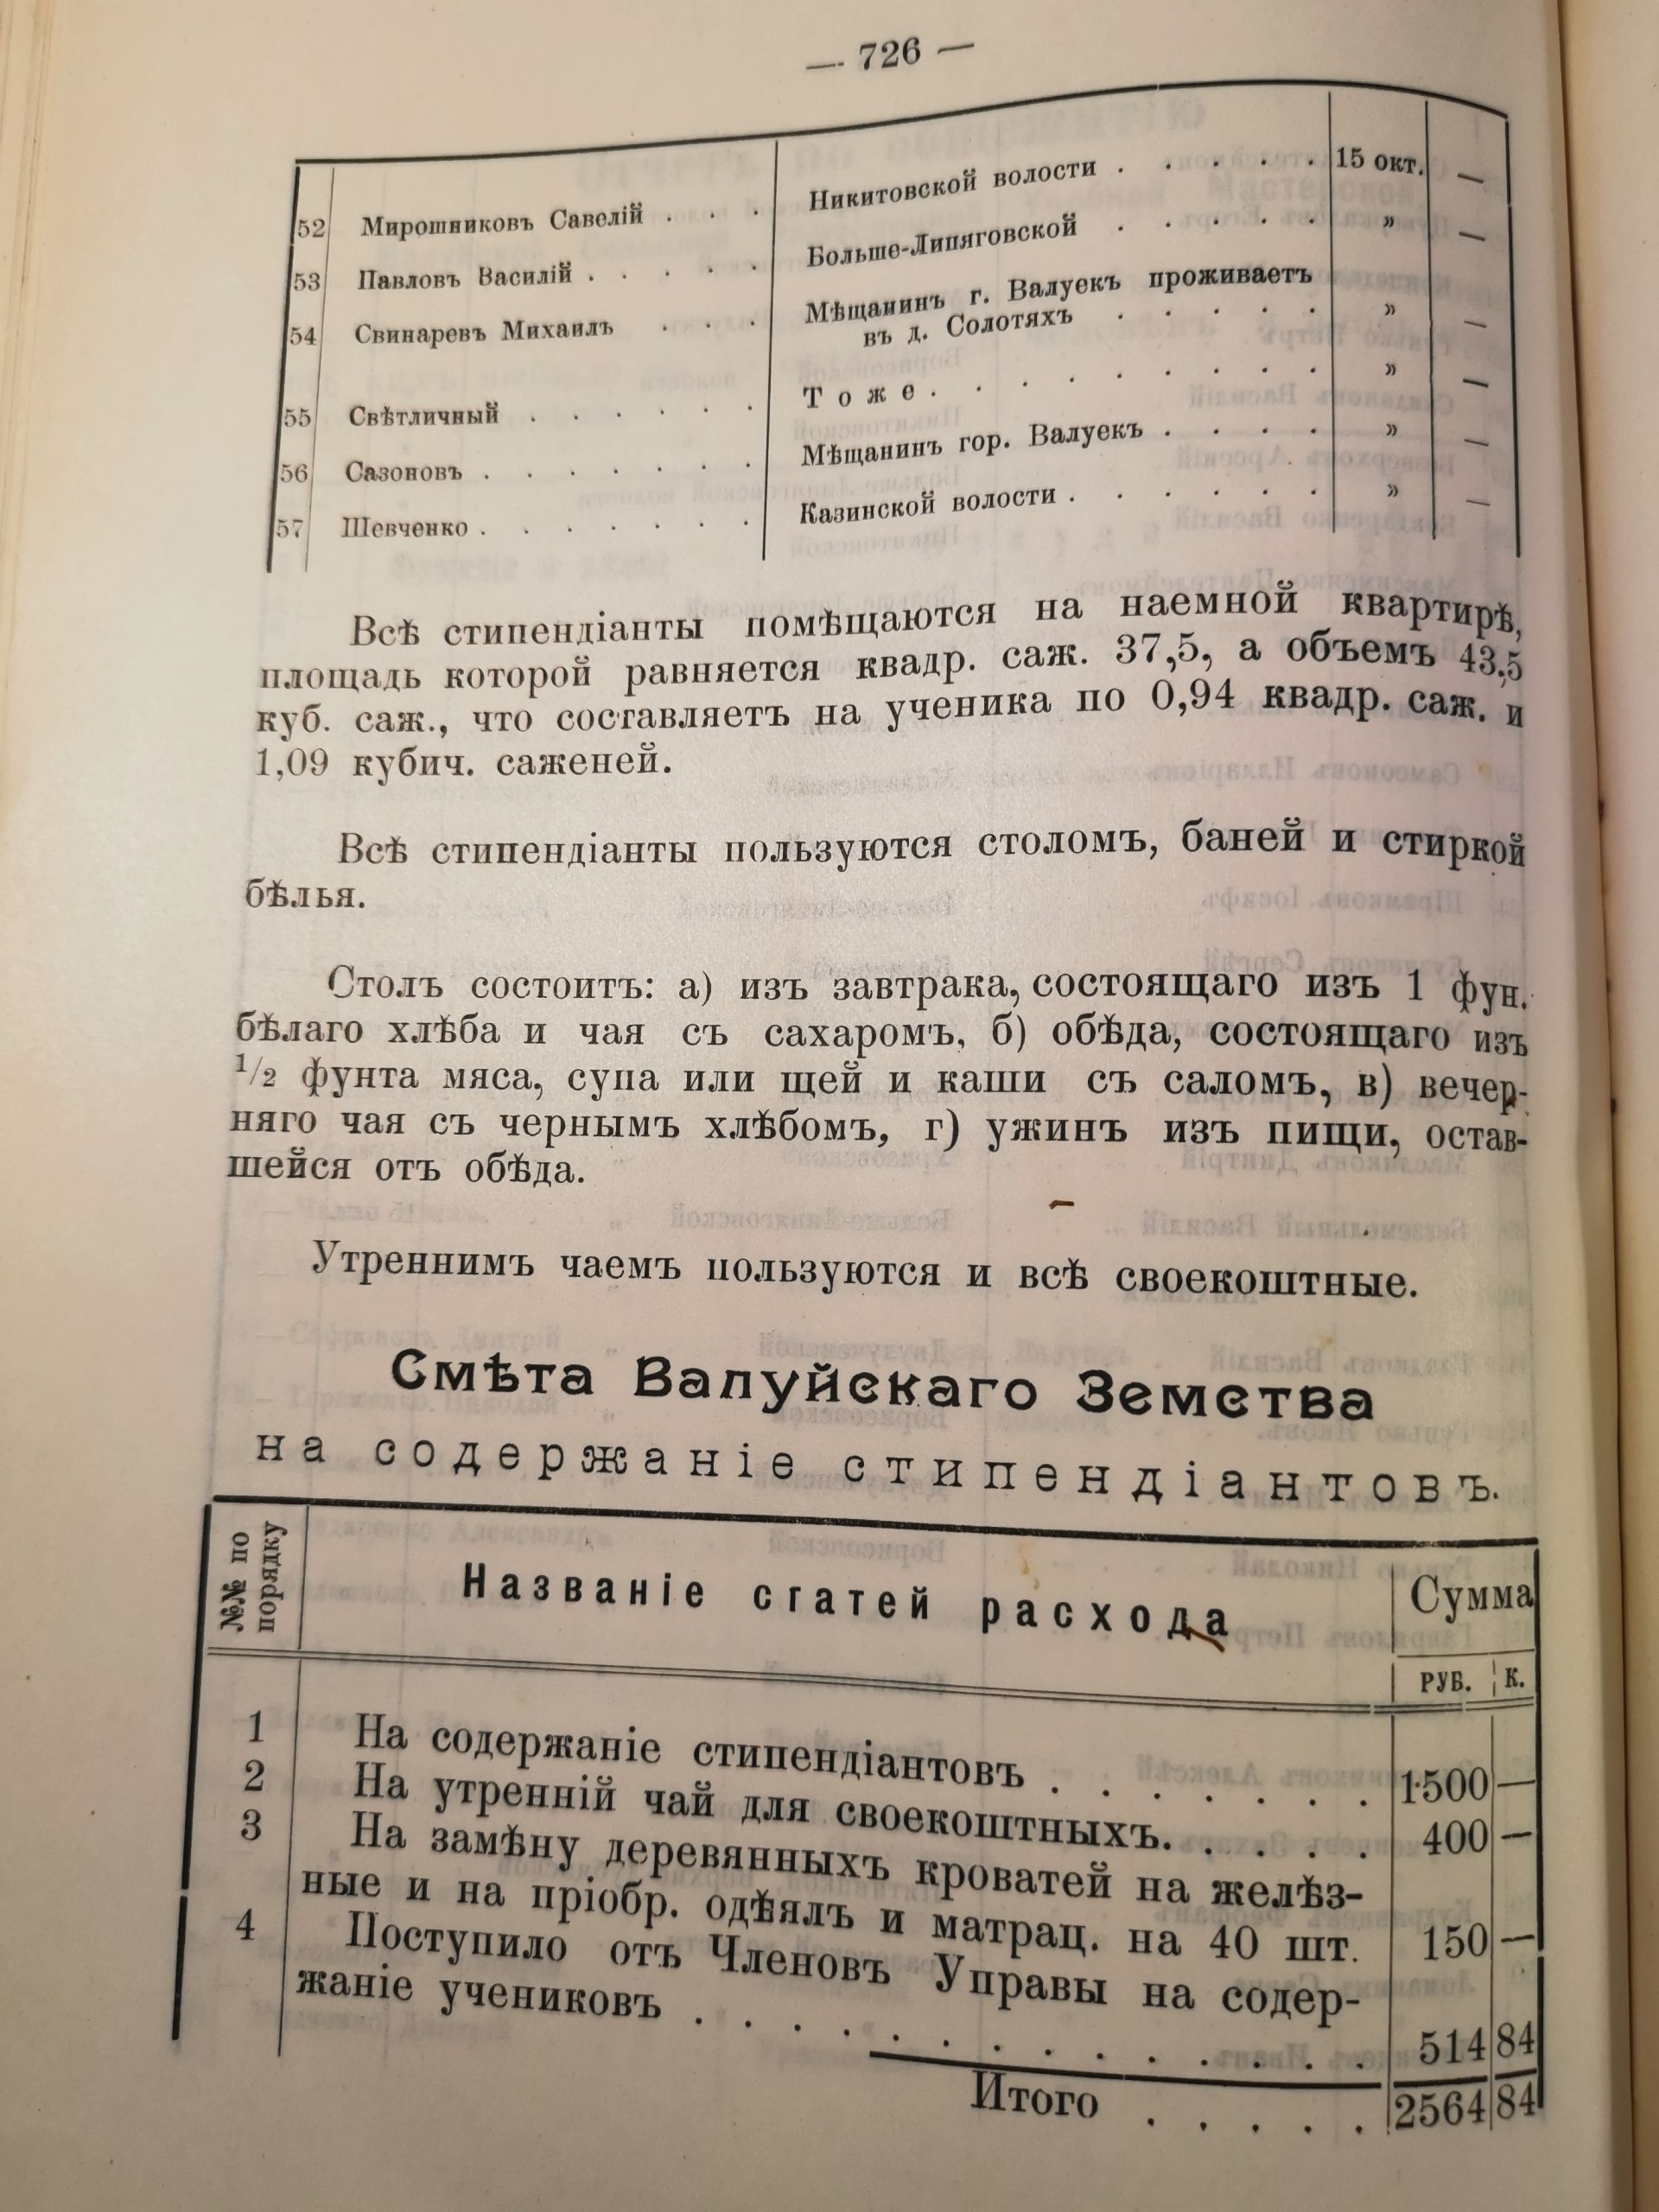 — 726 —
52 Мирошниковъ Савелій . . . Никитовской волости . . . . . 15 окт. —
53 Павловъ Василій . . . . . Больше-Липяговской . . . . . » —
54 Свинаревъ Михаилъ . . . Мѣщанинъ г. Валуекъ проживаетъ
въ д. Солотяхъ . . . . . » —
55 Свѣтличный . . . . . . Тоже . . . . . . . . . » —
56 Сазоновъ . . . . . . . Мѣщанинъ гор. Валуекъ . . . . » —
57 Шевченко . . . . . . . Казинской волости . . . . . . » —
Всѣ стипендіанты помѣщаются на наемной квартирѣ,
площадь которой равняется квадр. саж. 37,5, а объемъ 43,5
куб. саж., что составляетъ на ученика по 0,94 квадр. саж. и
1,09 кубич. саженей.
Всѣ стипендіанты пользуются столомъ, баней и стиркой
бѣлья.
Столъ состоитъ: а) изъ завтрака, состоящаго изъ 1 фун.
бѣлаго хлѣба и чая съ сахаромъ, б) обѣда, состоящаго изъ
1/2 фунта мяса, супа или щей и каши съ саломъ, в) вечер-
няго чая съ чернымъ хлѣбомъ, г) ужинъ изъ пищи, остав-
шейся отъ обѣда.
Утреннимъ чаемъ пользуются и всѣ своекоштные.
Смѣта Валуйскаго Земства
на содержаніе стипендіантовъ.
№№ по
порядку
Названіе статей расхода
Сумма
РУБ. К.
1 На содержаніе стипендіантовъ . . . . . . . 1500 —
2 На утренній чай для своекоштныхъ. . . . . 400 —
3 На замѣну деревянныхъ кроватей на желѣз-
ные и на пріобр. одѣялъ и матрац. на 40 шт. 150 —
4 Поступило отъ Членовъ Управы на содер-
жаніе учениковъ . . . . . . . . . . . . . . 514 84
Итого . . . . . 2564 84